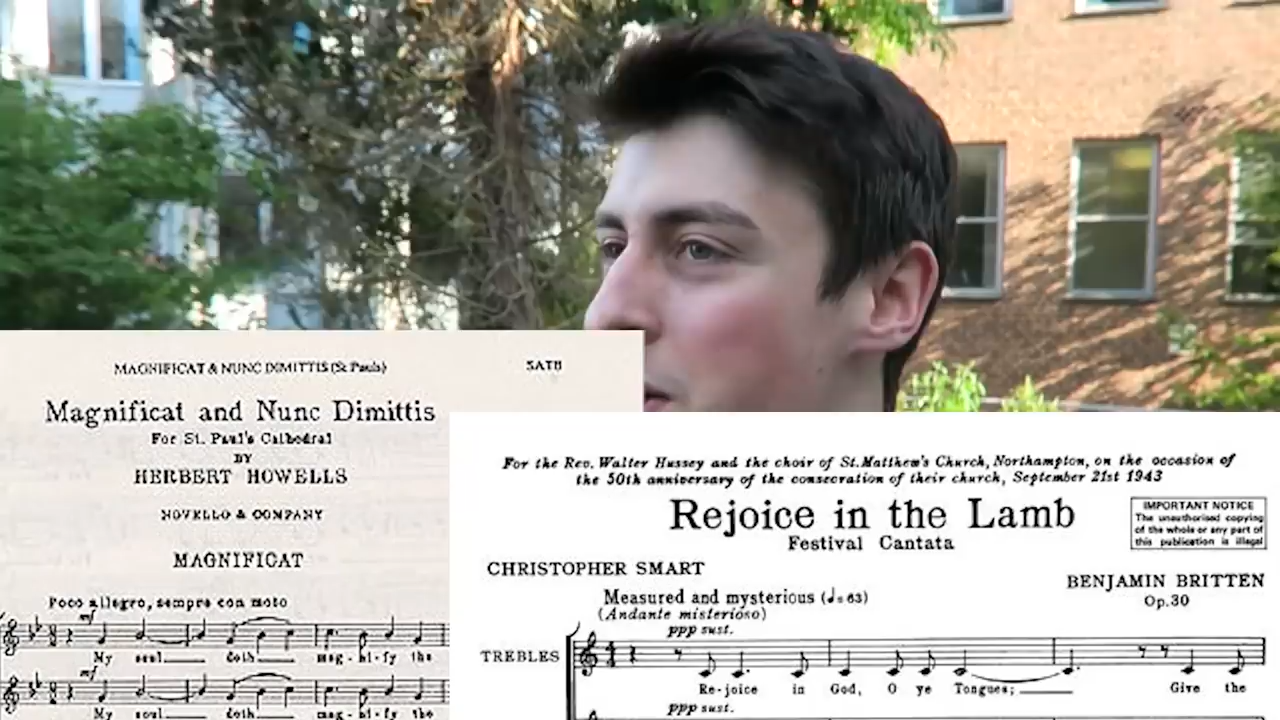 MAGNIFICAT & NUNC DIMITTIS (St Pauls)
SATB
Magnificat and Nunc Dimittis
For St. Paul's Cathedral
BY
HERBERT HOWELLS
NOVELLO & COMPANY
MAGNIFICAT
Poco allegro, sempre con moto
mf
My soul doth mag-ni-fy the
mf
My soul doth mag-ni-fy the
For the Rev. Walter Hussey and the choir of St. Matthew's Church, Northampton, on the occasion of
the 50th anniversary of the consecration of their church, September 21st 1943
Rejoice in the Lamb
Festival Cantata
IMPORTANT NOTICE
The unauthorised copying
of the whole or any part of
this publication is illegal
CHRISTOPHER SMART
BENJAMIN BRITTEN
Op.30
Measured and mysterious (♩=63)
(Andante misterioso)
ppp sust.
TREBLES
Re-joice in God, O ye Tongues; Give the
ppp sust.